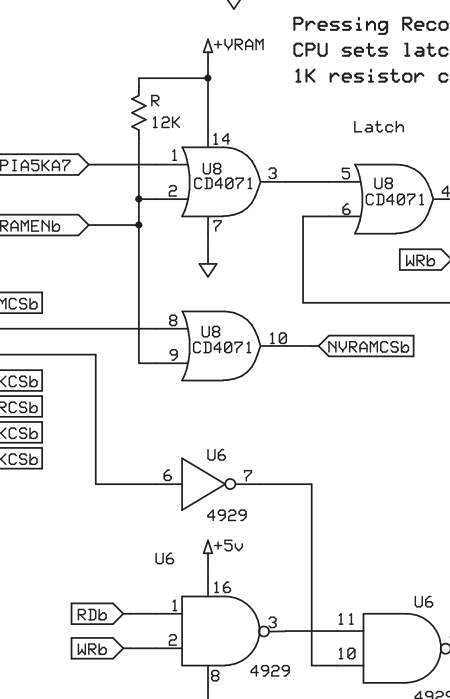 Pressing Reco
CPU sets latc
1K resistor c
+VRAM
R
12K
Latch
14
PIA5KA7
1
U8
CD4071
3
5
U8
CD4071
4
2
6
RAMENb
7
WRb
MCSb
8
U8
CD4071
10
NVRAMCSb
9
KCSb
RCSb
KCSb
KCSb
U6
6
7
4929
U6
+5v
16
U6
RDb
1
3
11
WRb
2
10
8
4929
4929